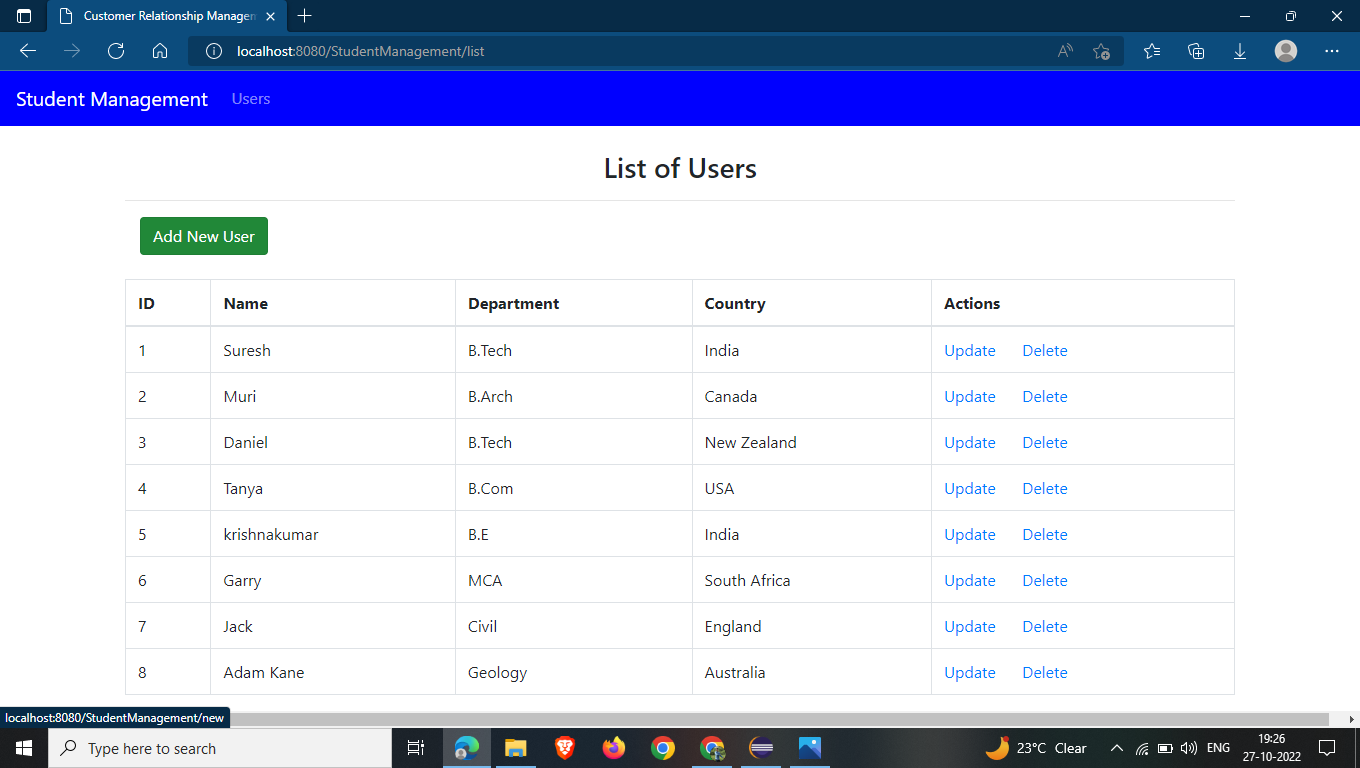 Customer Relationship Managem
localhost:8080/StudentManagement/list
Student Management Users
List of Users
Add New User
ID Name Department Country Actions
1 Suresh B.Tech India Update Delete
2 Muri B.Arch Canada Update Delete
3 Daniel B.Tech New Zealand Update Delete
4 Tanya B.Com USA Update Delete
5 krishnakumar B.E India Update Delete
6 Garry MCA South Africa Update Delete
7 Jack Civil England Update Delete
8 Adam Kane Geology Australia Update Delete
localhost:8080/StudentManagement/new
Type here to search
23°C Clear
ENG
19:26
27-10-2022